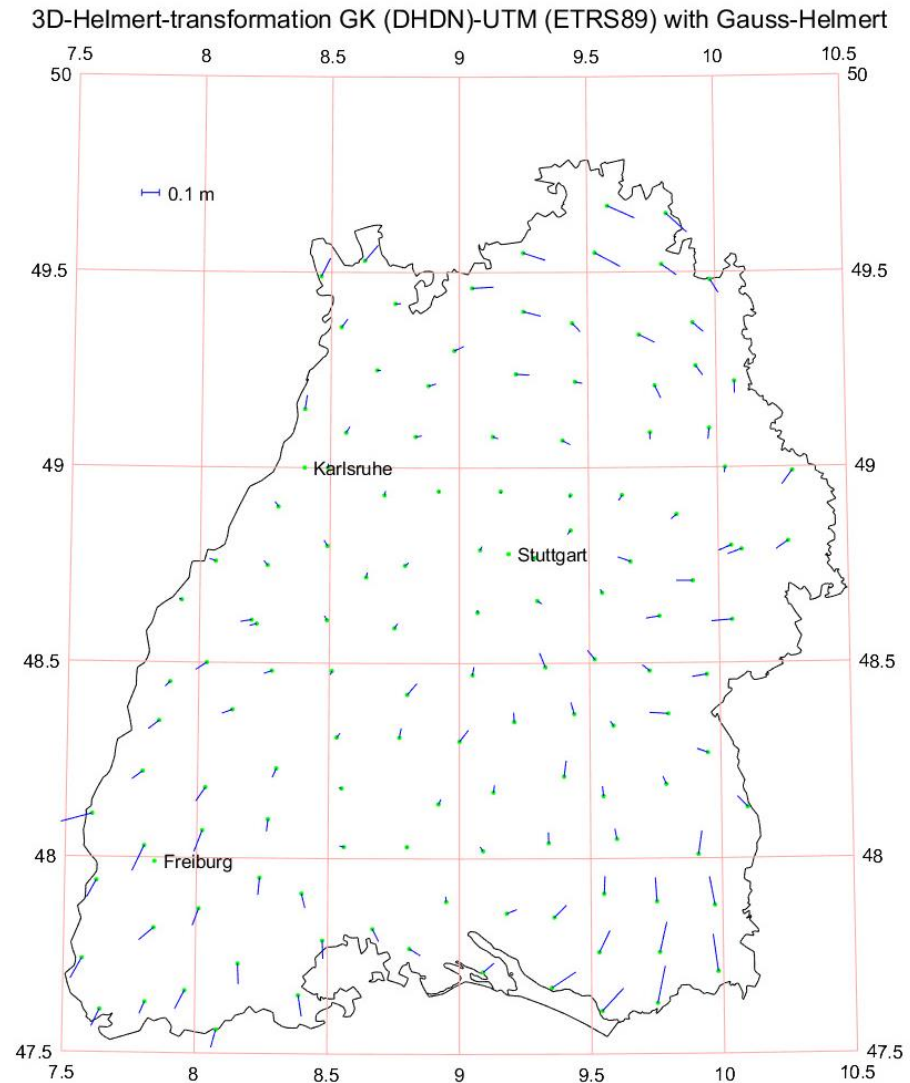 3D-Helmert-transformation GK (DHDN)-UTM (ETRS89) with Gauss-Helmert
7.5 8 8.5 9 9.5 10 10.5
50 50
0.1 m
49.5 49.5
49 Karlsruhe 49
Stuttgart
48.5 48.5
48 Freiburg 48
47.5 47.5
7.5 8 8.5 9 9.5 10 10.5